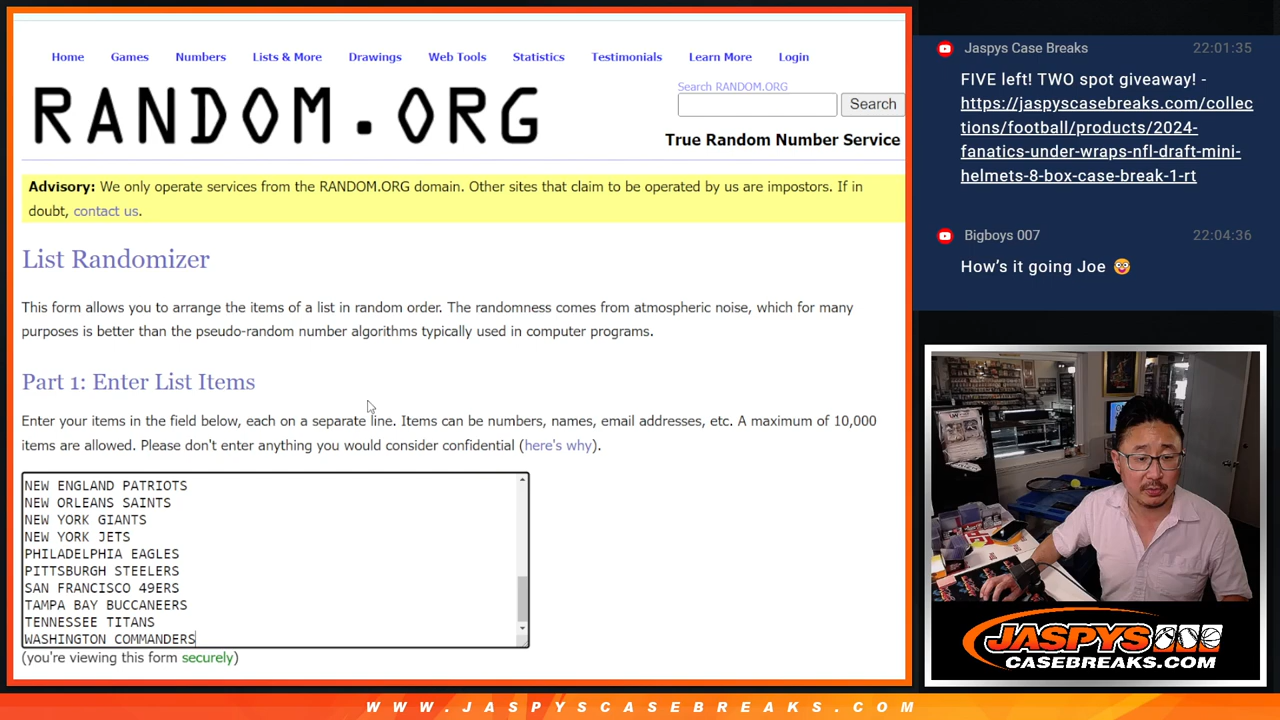 Home Games Numbers Lists & More Drawings Web Tools Statistics Testimonials Learn More Login
RANDOM.ORG
Search RANDOM.ORG
Search
True Random Number Service
Advisory: We only operate services from the RANDOM.ORG domain. Other sites that claim to be operated by us are impostors. If in
doubt, contact us.
List Randomizer
This form allows you to arrange the items of a list in random order. The randomness comes from atmospheric noise, which for many
purposes is better than the pseudo-random number algorithms typically used in computer programs.
Part 1: Enter List Items
Enter your items in the field below, each on a separate line. Items can be numbers, names, email addresses, etc. A maximum of 10,000
items are allowed. Please don't enter anything you would consider confidential (here's why).
NEW ENGLAND PATRIOTS
NEW ORLEANS SAINTS
NEW YORK GIANTS
NEW YORK JETS
PHILADELPHIA EAGLES
PITTSBURGH STEELERS
SAN FRANCISCO 49ERS
TAMPA BAY BUCCANEERS
TENNESSEE TITANS
WASHINGTON COMMANDERS
(you're viewing this form securely)
Jaspys Case Breaks 22:01:35
FIVE left! TWO spot giveaway! -
https://jaspyscasebreaks.com/collec
tions/football/products/2024-
fanatics-under-wraps-nfl-draft-mini-
helmets-8-box-case-break-1-rt
Bigboys 007 22:04:36
How's it going Joe 🤓
JASPYS
CASEBREAKS.COM
WWW.JASPYSCASEBREAKS.COM